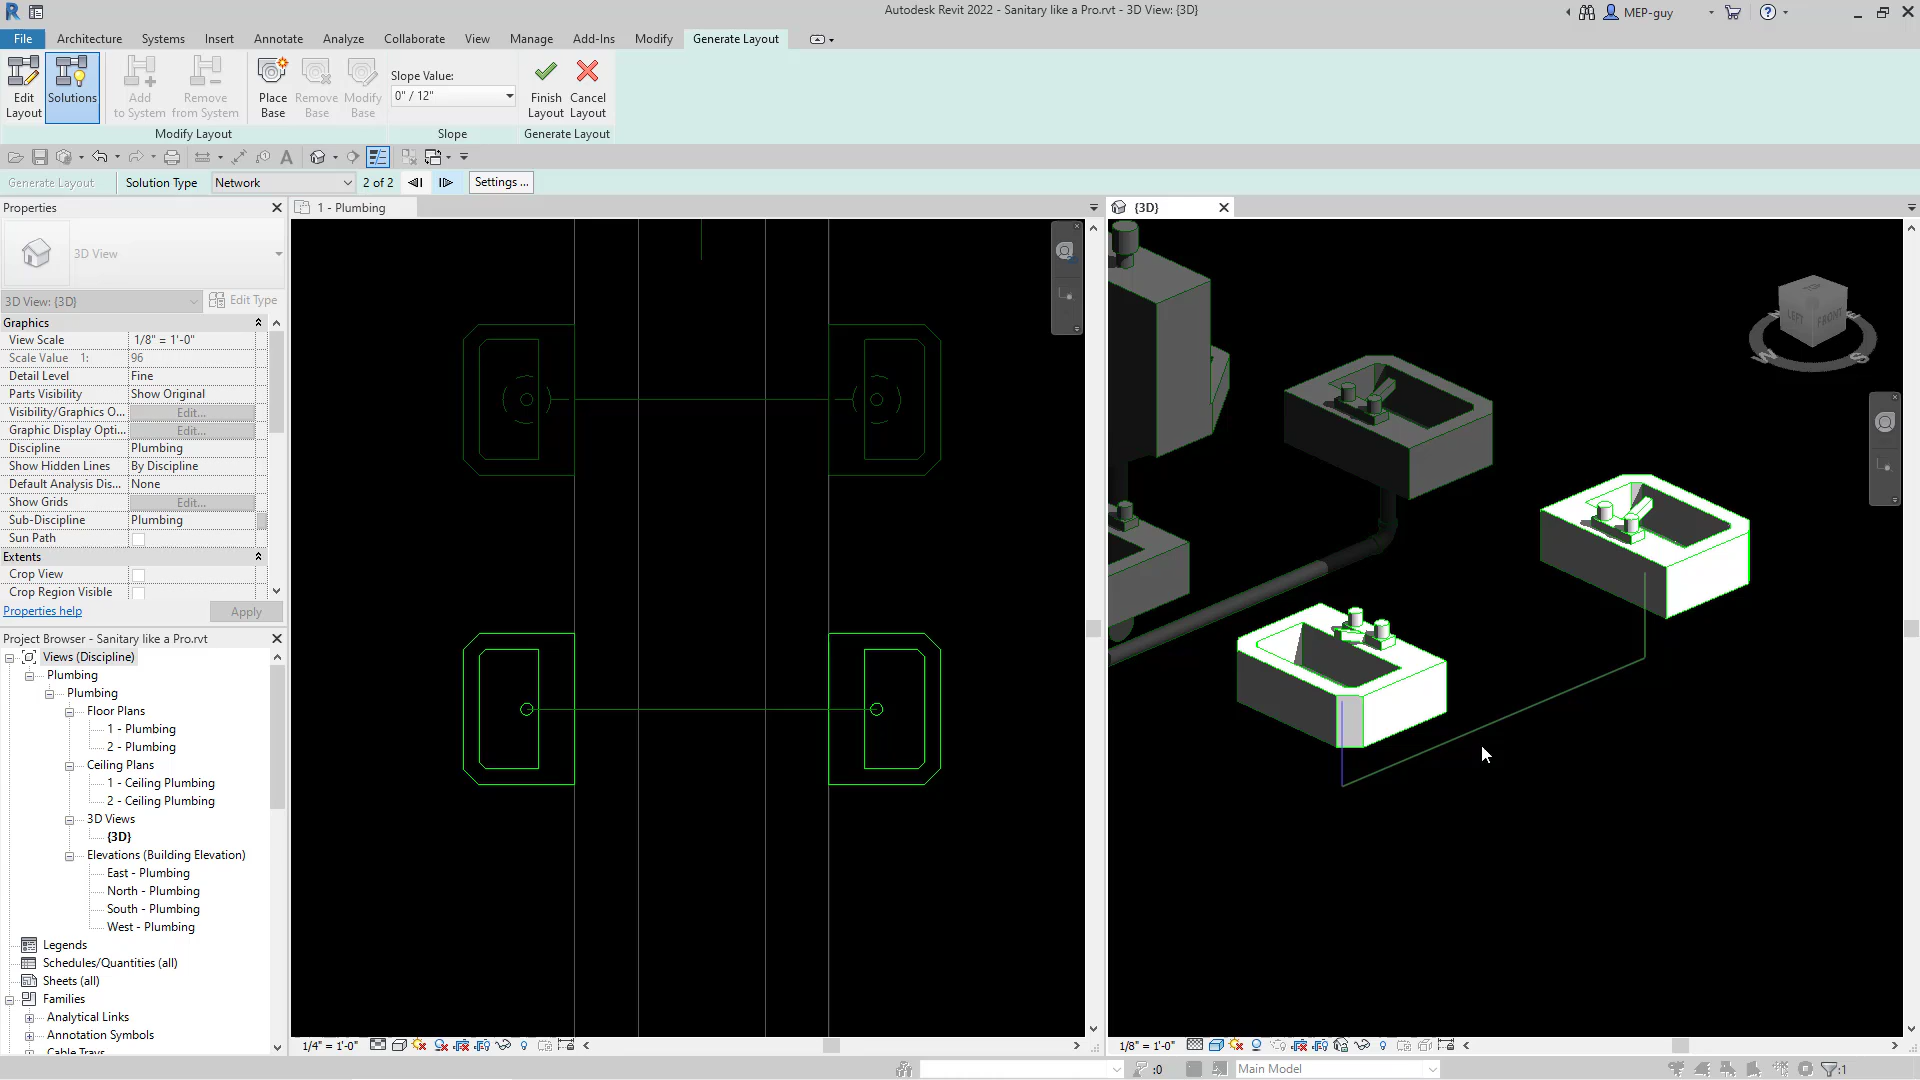 Autodesk Revit 2022 - Sanitary like a Pro.rvt - 3D View: {3D}
MEP-guy
File Architecture Systems Insert Annotate Analyze Collaborate View Manage Add-Ins Modify Generate Layout
Edit Layout
Solutions
Add to System
Remove from System
Place Base
Remove Base
Modify Base
Slope Value:
0" / 12"
Finish Layout
Cancel Layout
Modify Layout
Slope
Generate Layout
Generate Layout Solution Type Network 2 of 2 Settings ...
Properties
1 - Plumbing
{3D}
3D View
3D View: {3D}
Edit Type
Graphics
View Scale 1/8" = 1'-0"
Scale Value 1: 96
Detail Level Fine
Parts Visibility Show Original
Visibility/Graphics O... Edit...
Graphic Display Opti... Edit...
Discipline Plumbing
Show Hidden Lines By Discipline
Default Analysis Dis... None
Show Grids Edit...
Sub-Discipline Plumbing
Sun Path
Extents
Crop View
Crop Region Visible
Properties help
Apply
Project Browser - Sanitary like a Pro.rvt
Views (Discipline)
Plumbing
Plumbing
Floor Plans
1 - Plumbing
2 - Plumbing
Ceiling Plans
1 - Ceiling Plumbing
2 - Ceiling Plumbing
3D Views
{3D}
Elevations (Building Elevation)
East - Plumbing
North - Plumbing
South - Plumbing
West - Plumbing
Legends
Schedules/Quantities (all)
Sheets (all)
Families
Analytical Links
Annotation Symbols
Cable Trays
LEFT
FRONT
W
S
1/4" = 1'-0"
1/8" = 1'-0"
:0
Main Model
:1